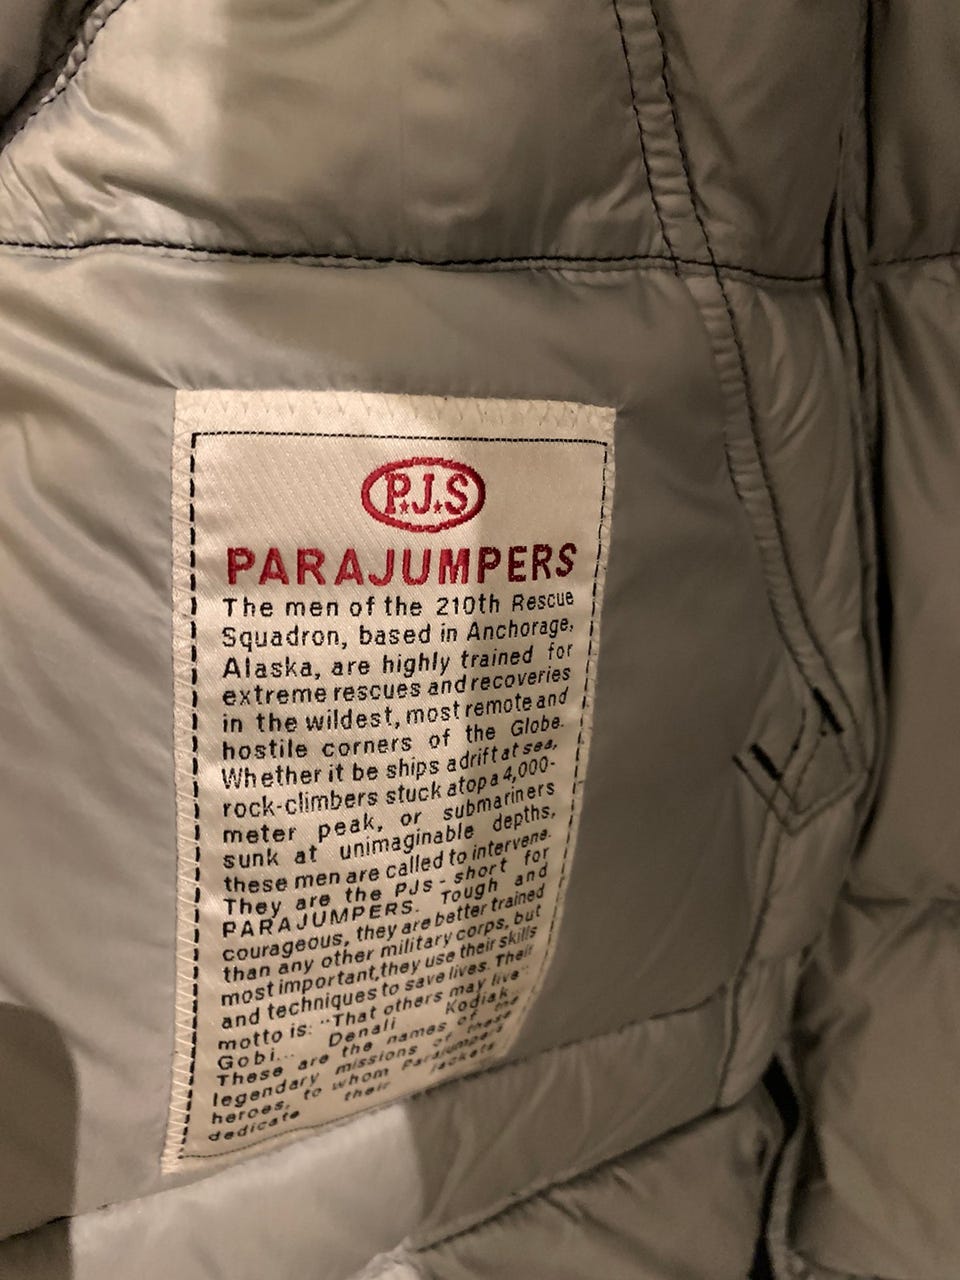 P.J.S
PARAJUMPERS
The men of the 210th Rescue
Squadron, based in Anchorage,
Alaska, are highly trained for
extreme rescues and recoveries
in the wildest, most remote and
hostile corners of the Globe.
Whether it be ships adrift at sea,
rock-climbers stuck atop a 4,000-
meter peak, or submariners
sunk at unimaginable depths,
these men are called to intervene.
They are the PJs - short for
PARAJUMPERS. Tough and
courageous, they are better trained
than any other military corps, but
most important, they use their skills
and techniques to save lives. Their
motto is: "That others may live"
Gobi... Denali Kodiak...
These are the names of the
legendary missions of these
heroes, to whom Parajumpers
dedicate their jackets